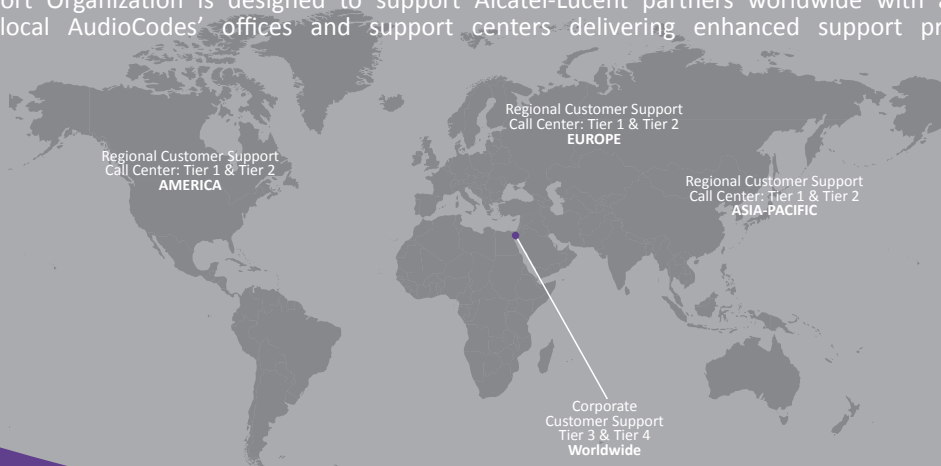 Organization is designed to support Alcatel-Lucent partners worldwide with
local AudioCodes’ offices and support centers delivering enhanced support
Regional Customer Support
Call Center: Tier 1 & Tier 2
EUROPE
Regional Customer Support
Call Center: Tier 1 & Tier 2
AMERICA
Regional Customer Support
Call Center: Tier 1 & Tier 2
ASIA-PACIFIC
Corporate
Customer Support
Tier 3 & Tier 4
Worldwide